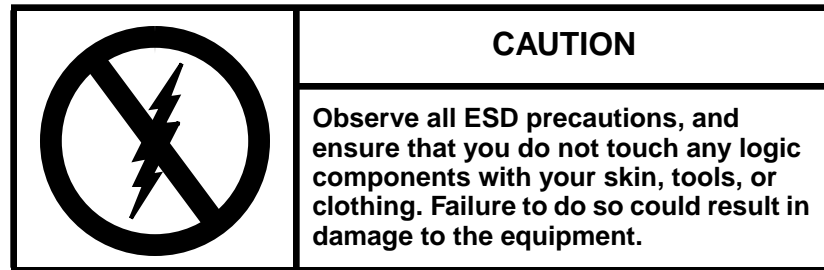 CAUTION
Observe all ESD precautions, and
ensure that you do not touch any logic
components with your skin, tools, or
clothing. Failure to do so could result in
damage to the equipment.